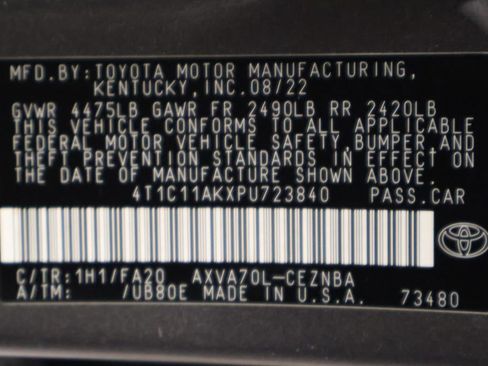 MFD.BY:TOYOTA MOTOR MANUFACTURING,
KENTUCKY,INC.08/22
GVWR 4475LB GAWR FR 2490LB RR 2420LB
THIS VEHICLE CONFORMS TO ALL APPLICABLE
FEDERAL MOTOR VEHICLE SAFETY,BUMPER,AND
THEFT PREVENTION STANDARDS IN EFFECT ON
THE DATE OF MANUFACTURE SHOWN ABOVE.
4T1C11AKXPU723840 PASS.CAR
C/TR:1H1/FA20 AXVA70L-CEZNBA
A/TM: /UB80E MADE IN U.S.A. 73480